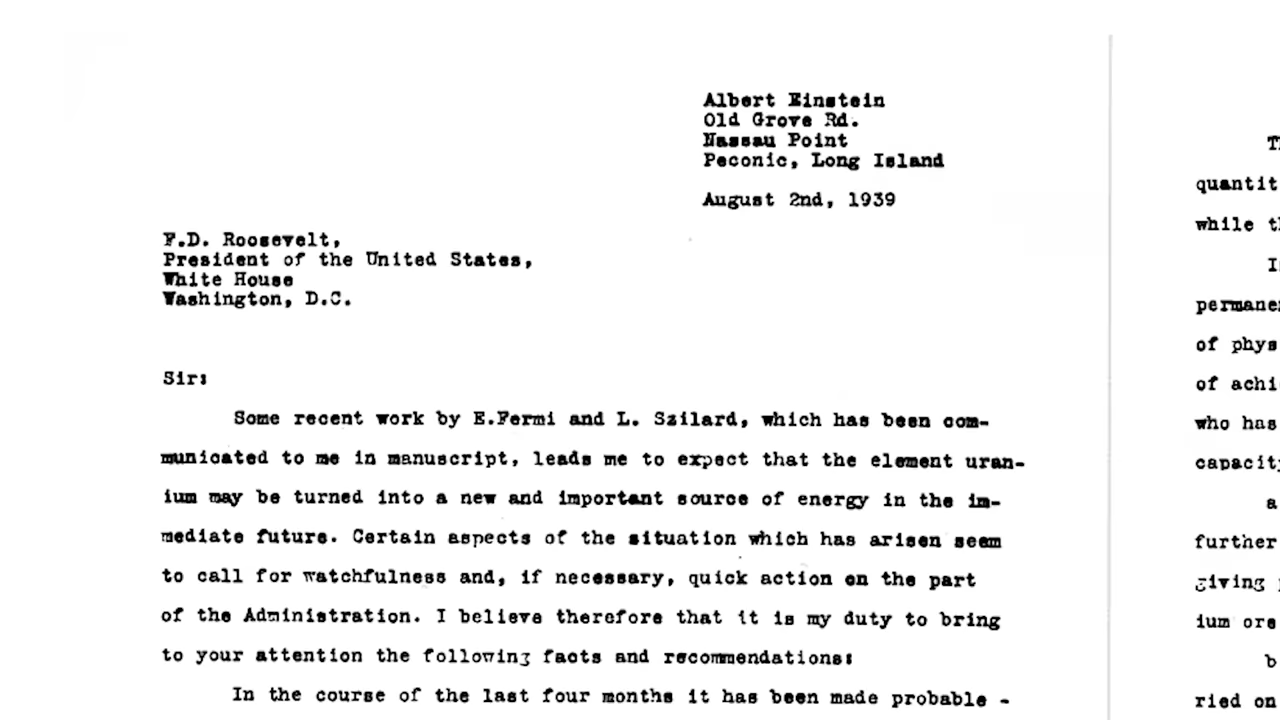 Albert Einstein
Old Grove Rd.
Nassau Point
Peconic, Long Island
August 2nd, 1939
F.D. Roosevelt,
President of the United States,
White House
Washington, D.C.
Sir:
Some recent work by E.Fermi and L. Szilard, which has been com-
municated to me in manuscript, leads me to expect that the element uran-
ium may be turned into a new and important source of energy in the im-
mediate future. Certain aspects of the situation which has arisen seem
to call for watchfulness and, if necessary, quick action on the part
of the Administration. I believe therefore that it is my duty to bring
to your attention the following facts and recommendations:
In the course of the last four months it has been made probable -
quantit
while t
permane
of phys
of achi
who has
capacit
a
further
giving
ium ore
b
ried on